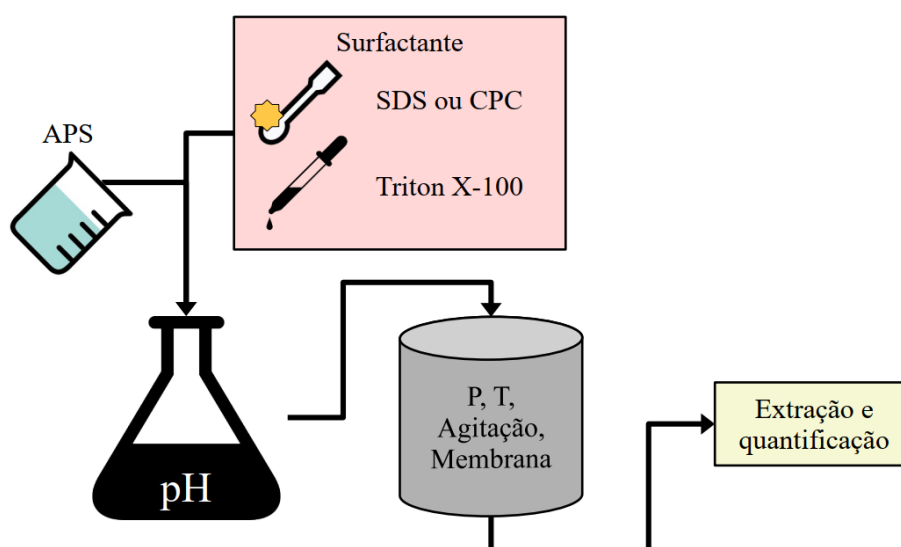 Surfactante
SDS ou CPC
APS
Triton X-100
P, T,
Agitação,
Membrana
Extração e
quantificação
pH